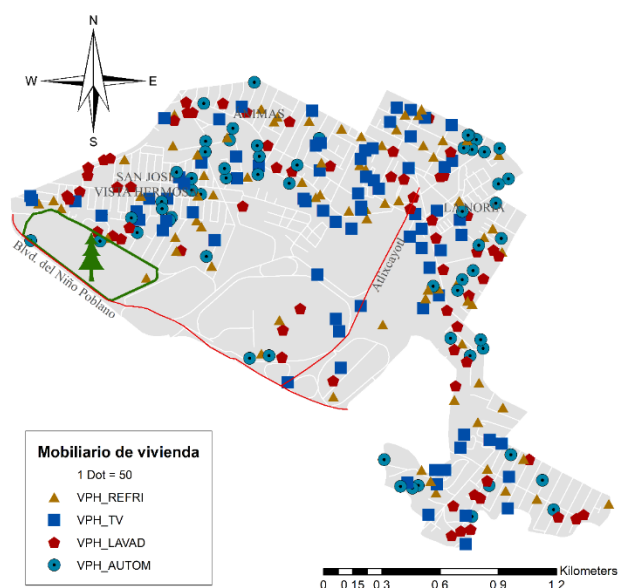 N
W
E
S
ANIMAS
SAN JOSE
VISTA HERMOSA
LA NORIA
Atlixcayotl
Blvd. del Niño Poblano
Mobiliario de vivienda
1 Dot = 50
VPH_REFRI
VPH_TV
VPH_LAVAD
VPH_AUTOM
Kilometers
0 0.15 0.3 0.6 0.9 1.2